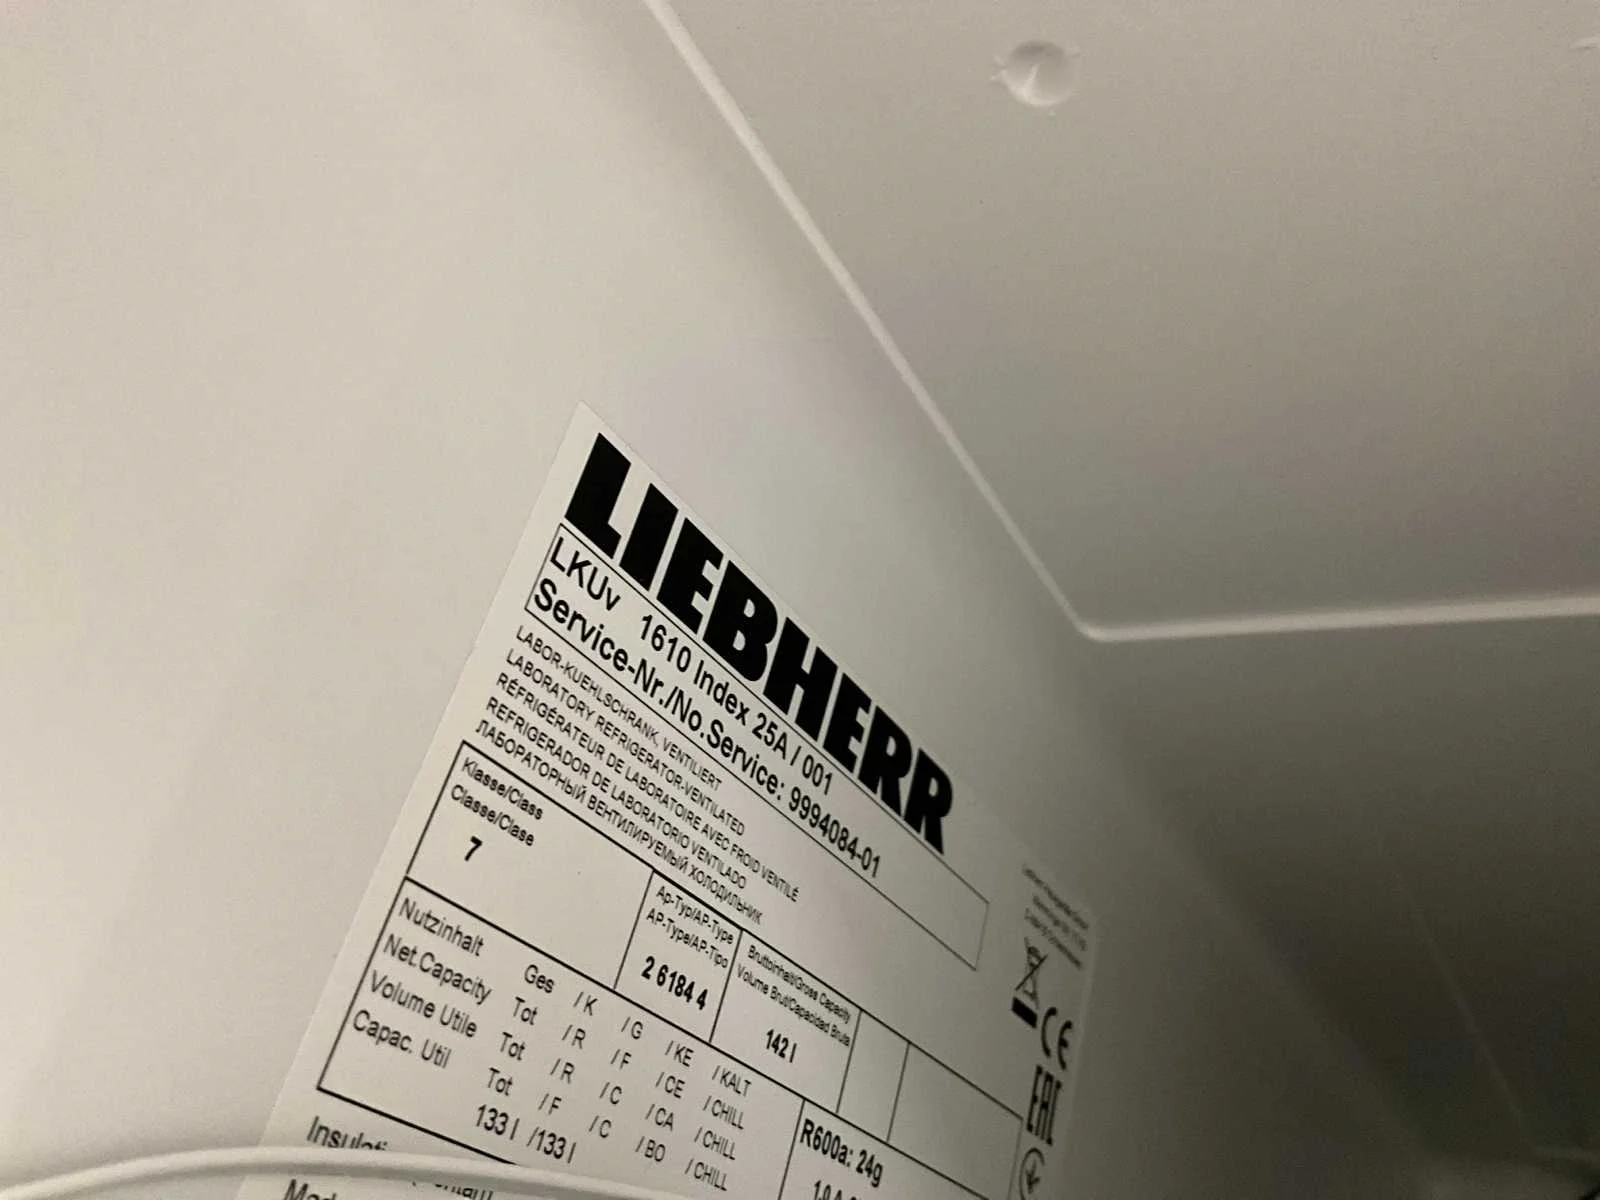 LIEBHERR
LKUv 1610 Index 25A / 001
Service-Nr./No.Service: 9994084-01
LABOR-KUEHLSCHRANK, VENTILIERT
LABORATORY REFRIGERATOR-VENTILATED
RÉFRIGÉRATEUR DE LABORATOIRE AVEC FROID VENTILÉ
REFRIGERADOR DE LABORATORIO VENTILADO
ЛАБОРАТОРНЫЙ ВЕНТИЛИРУЕМЫЙ ХОЛОДИЛЬНИК
Klasse/Class
Classe/Clase
7
Ap-Typ/AP-Type
AP-Type/AP-Tipo
2 6184 4
Bruttoinhalt/Gross Capacity
Volume Brut/Capacidad Bruta
142 l
Nutzinhalt Ges / K / G / KE / KALT
Net.Capacity Tot / R / F / CE / CHILL
Volume Utile Tot / R / C / CA / CHILL
Capac. Util Tot / F / C / BO / CHILL
133 l / 133 l
R600a: 24g
CE
EAC